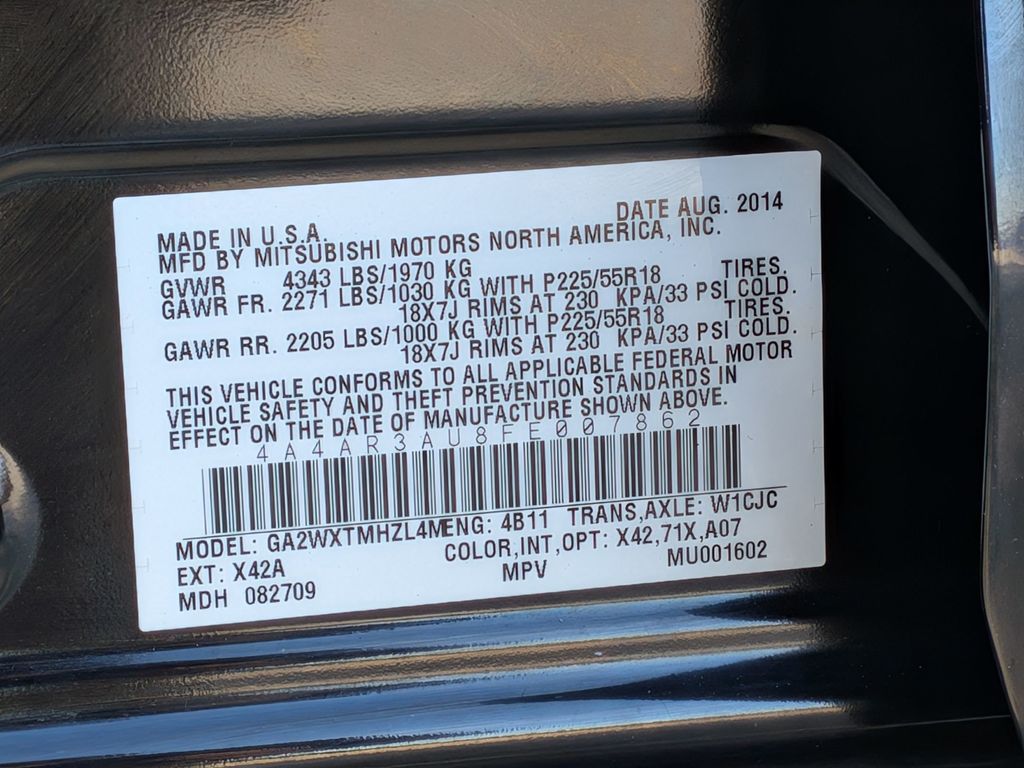 DATE AUG. 2014
MADE IN U.S.A.
MFD BY MITSUBISHI MOTORS NORTH AMERICA, INC.
GVWR 4343 LBS/1970 KG
GAWR FR. 2271 LBS/1030 KG WITH P225/55R18 TIRES.
18X7J RIMS AT 230 KPA/33 PSI COLD.
GAWR RR. 2205 LBS/1000 KG WITH P225/55R18 TIRES.
18X7J RIMS AT 230 KPA/33 PSI COLD.
THIS VEHICLE CONFORMS TO ALL APPLICABLE FEDERAL MOTOR
VEHICLE SAFETY AND THEFT PREVENTION STANDARDS IN
EFFECT ON THE DATE OF MANUFACTURE SHOWN ABOVE.
4A4AR3AU8FE007862
MODEL: GA2WXTMHZL4M ENG: 4B11 TRANS,AXLE: W1CJC
EXT: X42A COLOR,INT,OPT: X42,71X,A07
MDH 082709 MPV MU001602